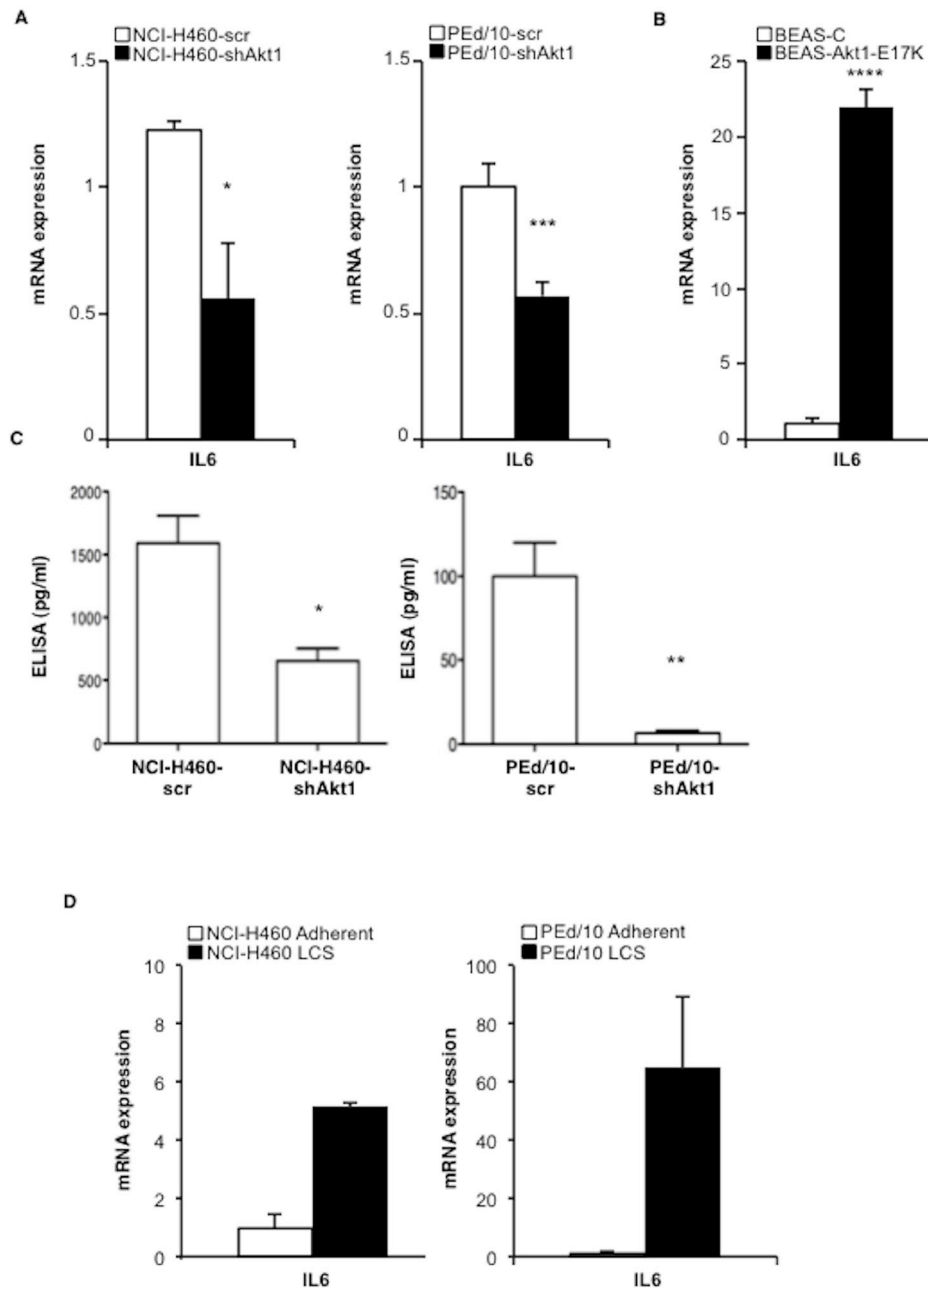 A
NCI-H460-scr
NCI-H460-shAkt1
1.5
1
0.5
0
mRNA expression
*
IL6
PEd/10-scr
PEd/10-shAkt1
1.5
1
0.5
0
mRNA expression
***
IL6
B
BEAS-C
BEAS-Akt1-E17K
25
20
15
10
5
0
mRNA expression
****
IL6
C
2000
1500
1000
500
0
ELISA (pg/ml)
*
NCI-H460-
scr
NCI-H460-
shAkt1
150
100
50
0
ELISA (pg/ml)
**
PEd/10-
scr
PEd/10-
shAkt1
D
NCI-H460 Adherent
NCI-H460 LCS
10
8
6
4
2
0
mRNA expression
IL6
PEd/10 Adherent
PEd/10 LCS
100
80
60
40
20
0
mRNA expression
IL6